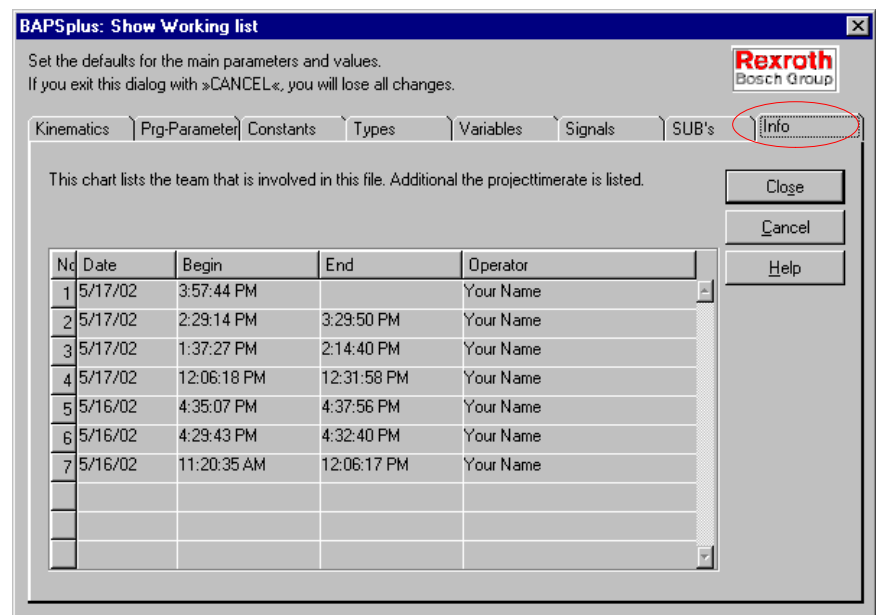 BAPSplus: Show Working list
Set the defaults for the main parameters and values.
If you exit this dialog with »CANCEL«, you will lose all changes.
Rexroth
Bosch Group
Kinematics Prg-Parameter Constants Types Variables Signals SUB's Info
This chart lists the team that is involved in this file. Additional the projecttimerate is listed.
Close
Cancel
Help
No Date Begin End Operator
1 5/17/02 3:57:44 PM Your Name
2 5/17/02 2:29:14 PM 3:29:50 PM Your Name
3 5/17/02 1:37:27 PM 2:14:40 PM Your Name
4 5/17/02 12:06:18 PM 12:31:58 PM Your Name
5 5/16/02 4:35:07 PM 4:37:56 PM Your Name
6 5/16/02 4:29:43 PM 4:32:40 PM Your Name
7 5/16/02 11:20:35 AM 12:06:17 PM Your Name